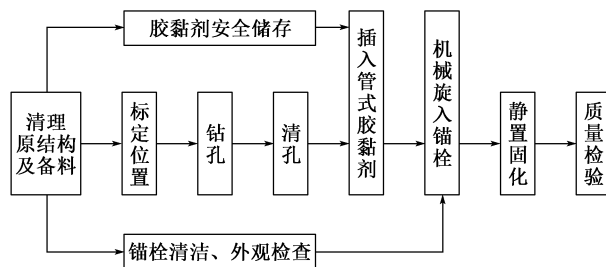 胶黏剂安全储存
清理
原结构
及备料
标定位置
钻孔
清孔
插入管式胶黏剂
机械旋入锚栓
静置固化
质量检验
锚栓清洁、外观检查